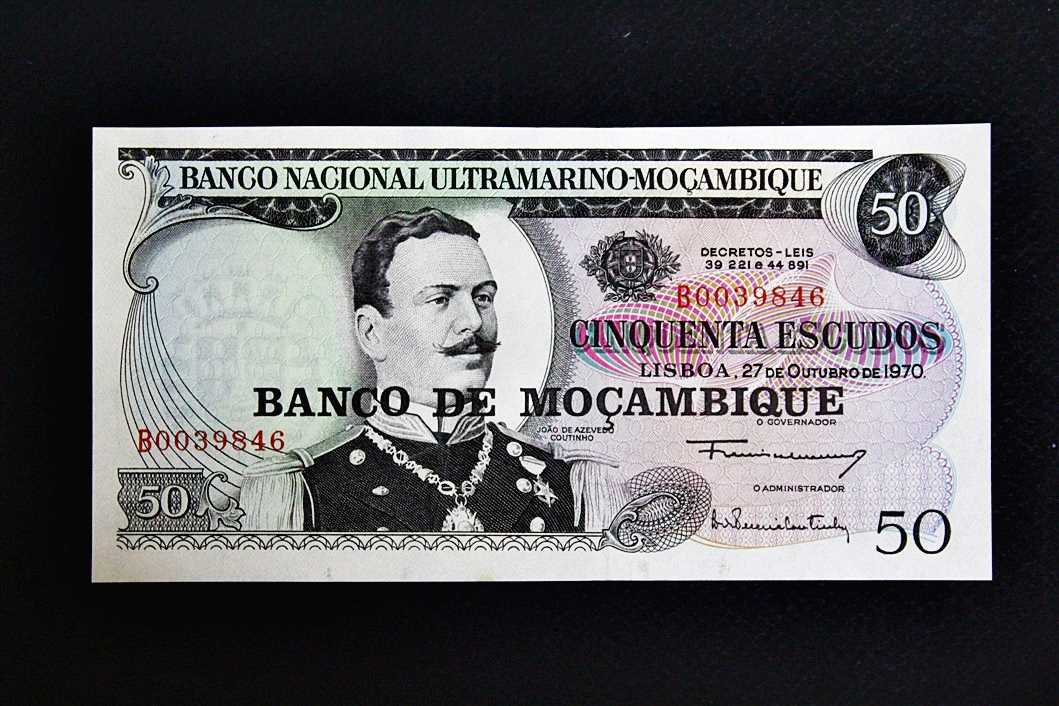 BANCO NACIONAL ULTRAMARINO-MOÇAMBIQUE
50
DECRETOS-LEIS
39 221 e 44 891
B0039846
CINQUENTA ESCUDOS
LISBOA, 27 DE OUTUBRO DE 1970.
BANCO DE MOÇAMBIQUE
JOÃO DE AZEVEDO
COUTINHO
O GOVERNADOR
B0039846
O ADMINISTRADOR
50
50